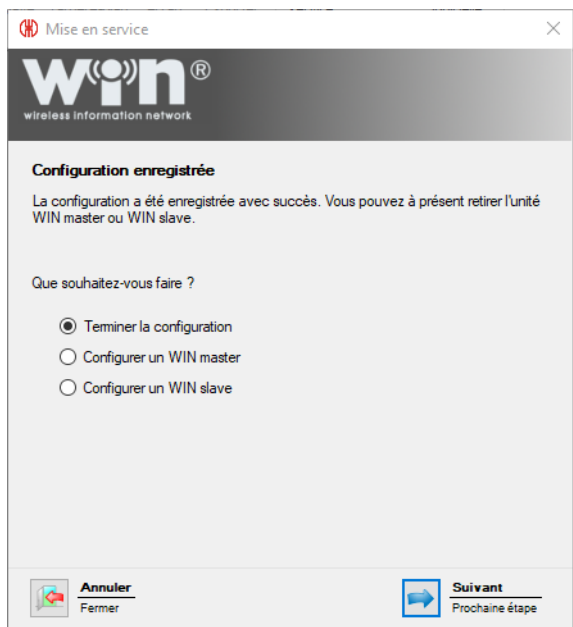 Mise en service
win®
wireless information network
Configuration enregistrée
La configuration a été enregistrée avec succès. Vous pouvez à présent retirer l'unité
WIN master ou WIN slave.
Que souhaitez-vous faire ?
Terminer la configuration
Configurer un WIN master
Configurer un WIN slave
Annuler
Fermer
Suivant
Prochaine étape